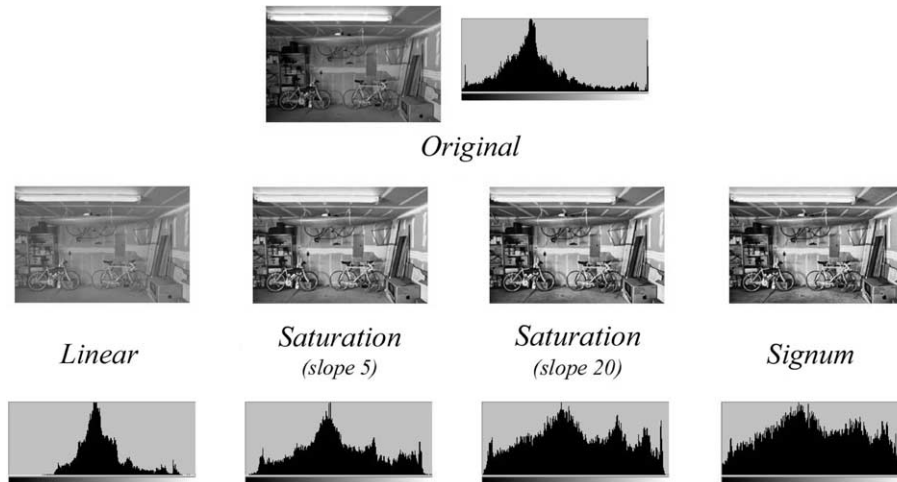 Original
Linear
Saturation
(slope 5)
Saturation
(slope 20)
Signum